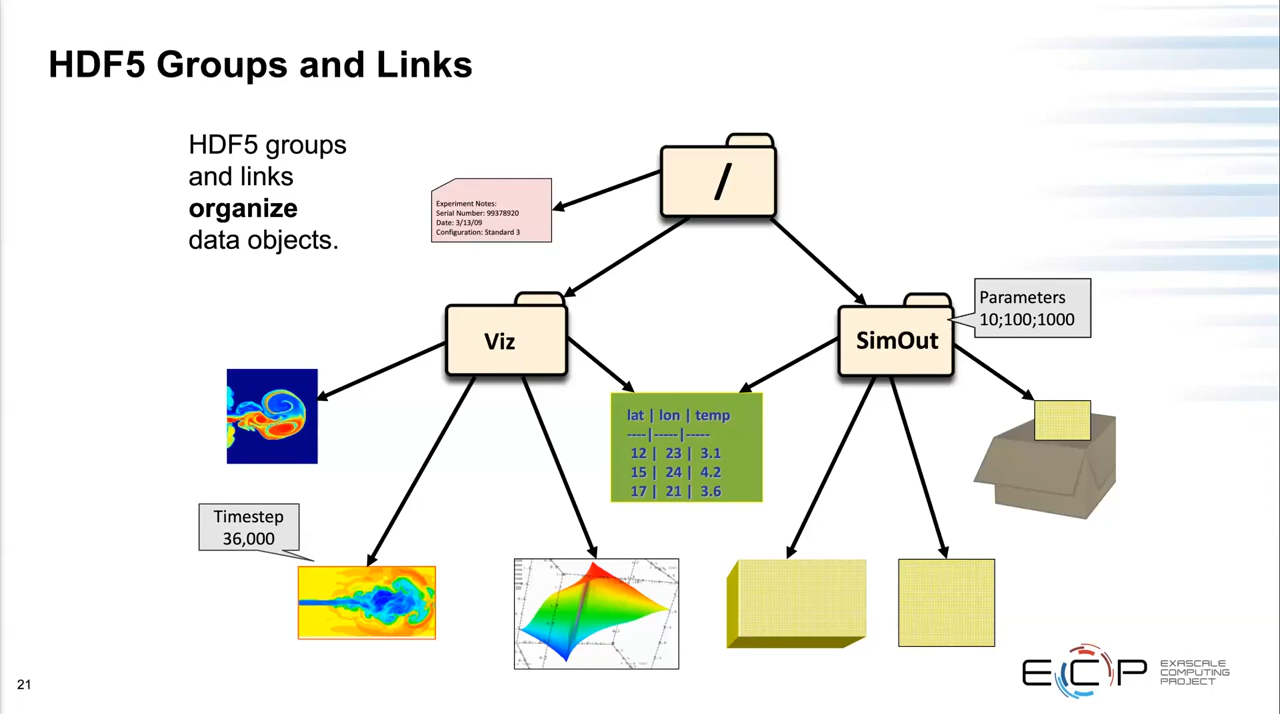 HDF5 Groups and Links
HDF5 groups
and links
organize
data objects.
/
Experiment Notes:
Serial Number: 99378920
Date: 3/13/09
Configuration: Standard 3
Viz
SimOut
Parameters
10;100;1000
lat | lon | temp
----|-----|-----
12 | 23 | 3.1
15 | 24 | 4.2
17 | 21 | 3.6
Timestep
36,000
ECP
EXASCALE
COMPUTING
PROJECT
21